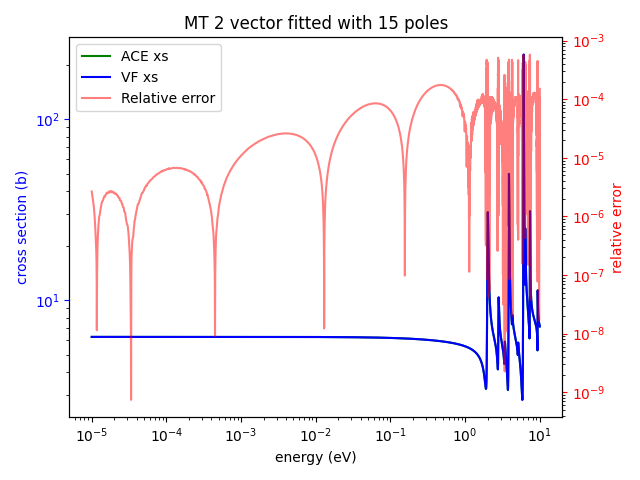 MT 2 vector fitted with 15 poles
ACE xs
VF xs
Relative error
cross section (b)
10²
10¹
10⁻³
10⁻⁴
10⁻⁵
10⁻⁶
10⁻⁷
10⁻⁸
10⁻⁹
relative error
10⁻⁵
10⁻⁴
10⁻³
10⁻²
10⁻¹
10⁰
10¹
energy (eV)